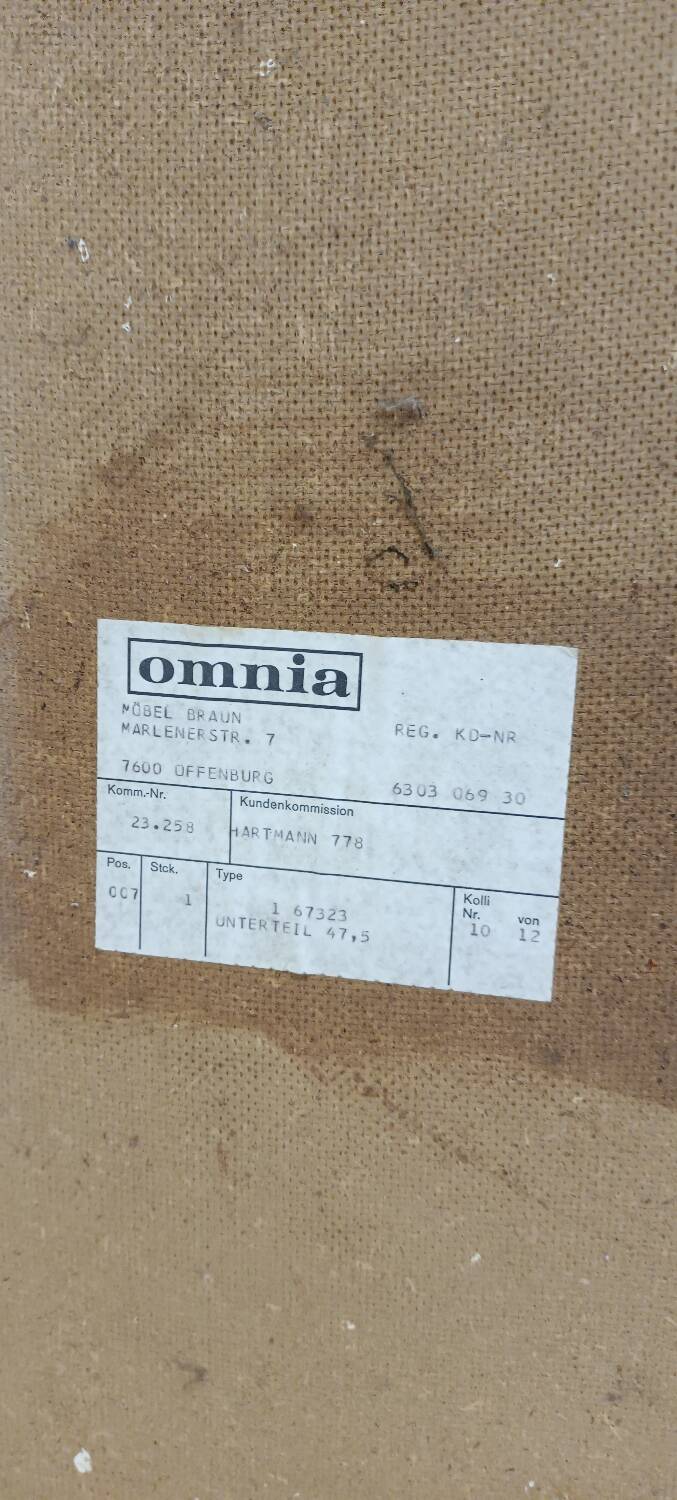 omnia
MÖBEL BRAUN
MARLENERSTR. 7
REG. KD-NR
7600 OFFENBURG
6303 069 30
Komm.-Nr.
Kundenkommission
23.258
HARTMANN 778
Pos.
Stck.
Type
Kolli
Nr.
von
007
1
1 67323
UNTERTEIL 47,5
10
12